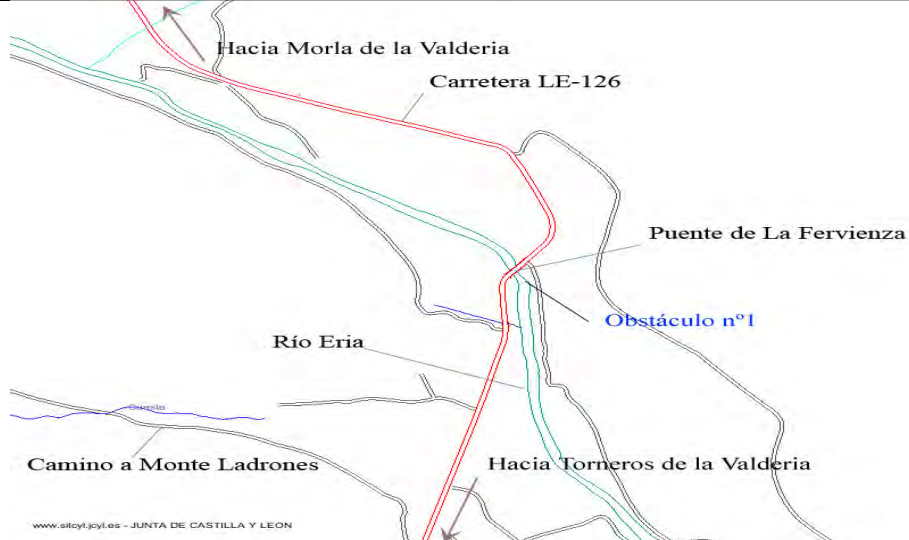 Hacia Morla de la Valderia
Carretera LE-126
Puente de La Fervienza
Obstáculo nº1
Río Eria
Camino a Monte Ladrones
Hacia Torneros de la Valderia
www.sitcyl.jcyl.es - JUNTA DE CASTILLA Y LEON